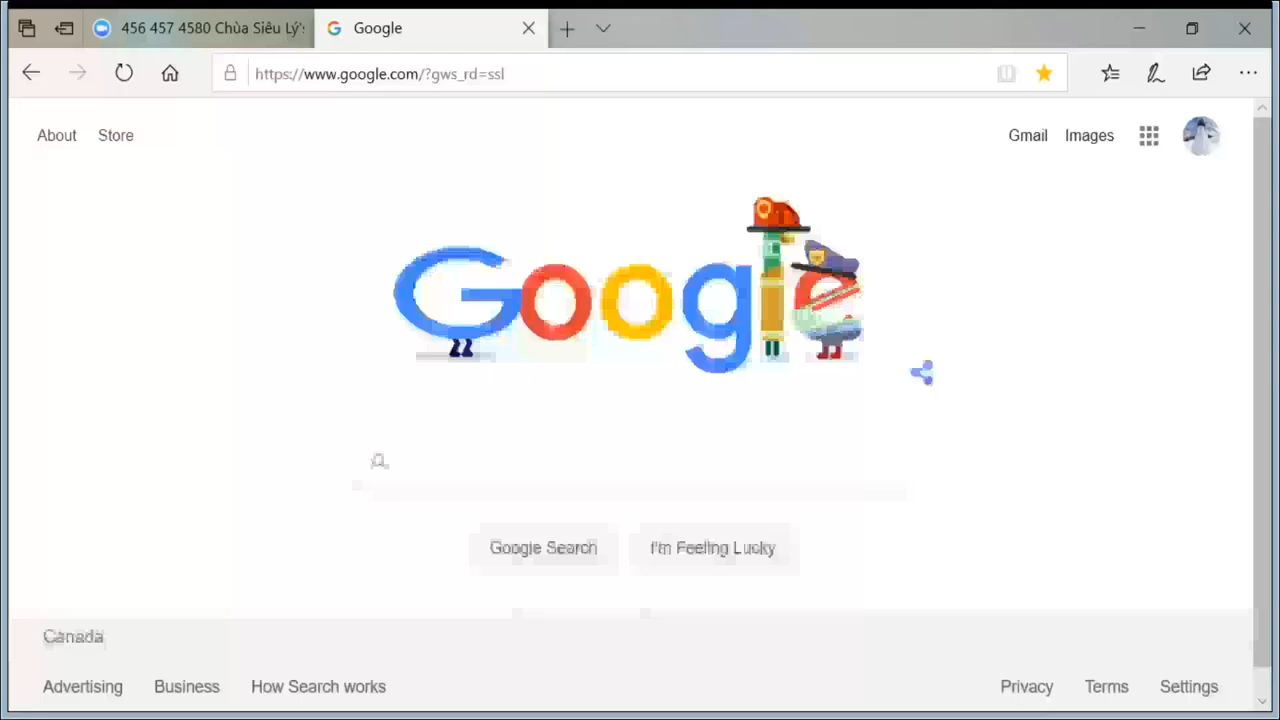 456 457 4580 Chùa Siêu Lý's
Google
https://www.google.com/?gws_rd=ssl
About Store
Gmail Images
Google
Google Search I'm Feeling Lucky
Canada
Advertising Business How Search works
Privacy Terms Settings